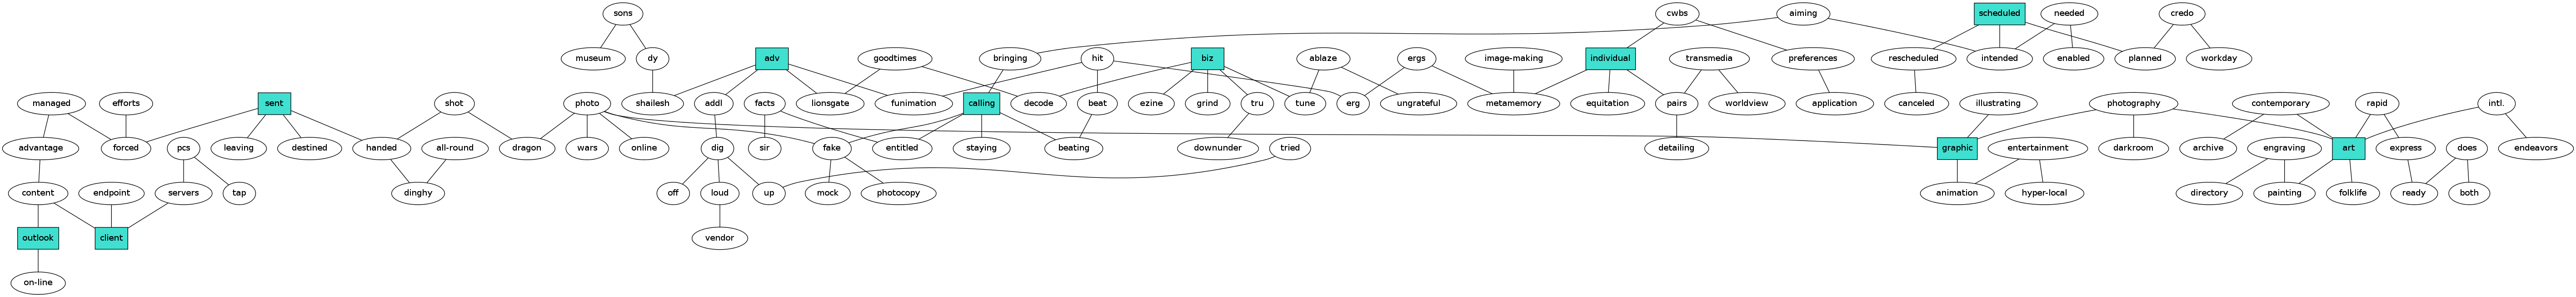 sons cwbs aiming scheduled needed credo
museum dy adv goodtimes bringing hit biz ablaze ergs image-making individual transmedia preferences rescheduled intended enabled planned workday
managed efforts sent shot photo shailesh addl facts lionsgate funimation calling decode beat ezine grind tru tune erg ungrateful metamemory equitation pairs worldview application canceled illustrating photography contemporary rapid intl.
advantage forced pcs leaving destined handed all-round dragon wars online dig sir fake entitled staying beating downunder tried detailing graphic entertainment darkroom archive engraving art express does endeavors
content endpoint servers tap dinghy off loud up mock photocopy animation hyper-local directory painting folklife ready both
outlook client vendor
on-line